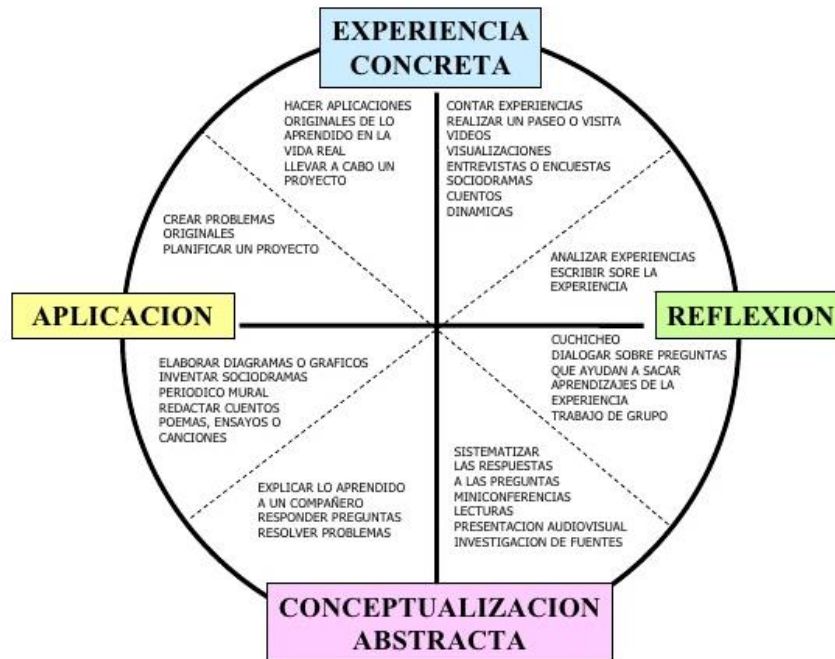 EXPERIENCIA
CONCRETA
HACER APLICACIONES
ORIGINALES DE LO
APRENDIDO EN LA
VIDA REAL
LLEVAR A CABO UN
PROYECTO
CONTAR EXPERIENCIAS
REALIZAR UN PASEO O VISITA
VIDEOS
VISUALIZACIONES
ENTREVISTAS O ENCUESTAS
SOCIODRAMAS
CUENTOS
DINAMICAS
CREAR PROBLEMAS
ORIGINALES
PLANIFICAR UN PROYECTO
ANALIZAR EXPERIENCIAS
ESCRIBIR SORE LA
EXPERIENCIA
APLICACION
REFLEXION
ELABORAR DIAGRAMAS O GRAFICOS
INVENTAR SOCIODRAMAS
PERIODICO MURAL
REDACTAR CUENTOS
POEMAS, ENSAYOS O
CANCIONES
CUCHICHEO
DIALOGAR SOBRE PREGUNTAS
QUE AYUDAN A SACAR
APRENDIZAJES DE LA
EXPERIENCIA
TRABAJO DE GRUPO
EXPLICAR LO APRENDIDO
A UN COMPAÑERO
RESPONDER PREGUNTAS
RESOLVER PROBLEMAS
SISTEMATIZAR
LAS RESPUESTAS
A LAS PREGUNTAS
MINICONFERENCIAS
LECTURAS
PRESENTACION AUDIOVISUAL
INVESTIGACION DE FUENTES
CONCEPTUALIZACION
ABSTRACTA